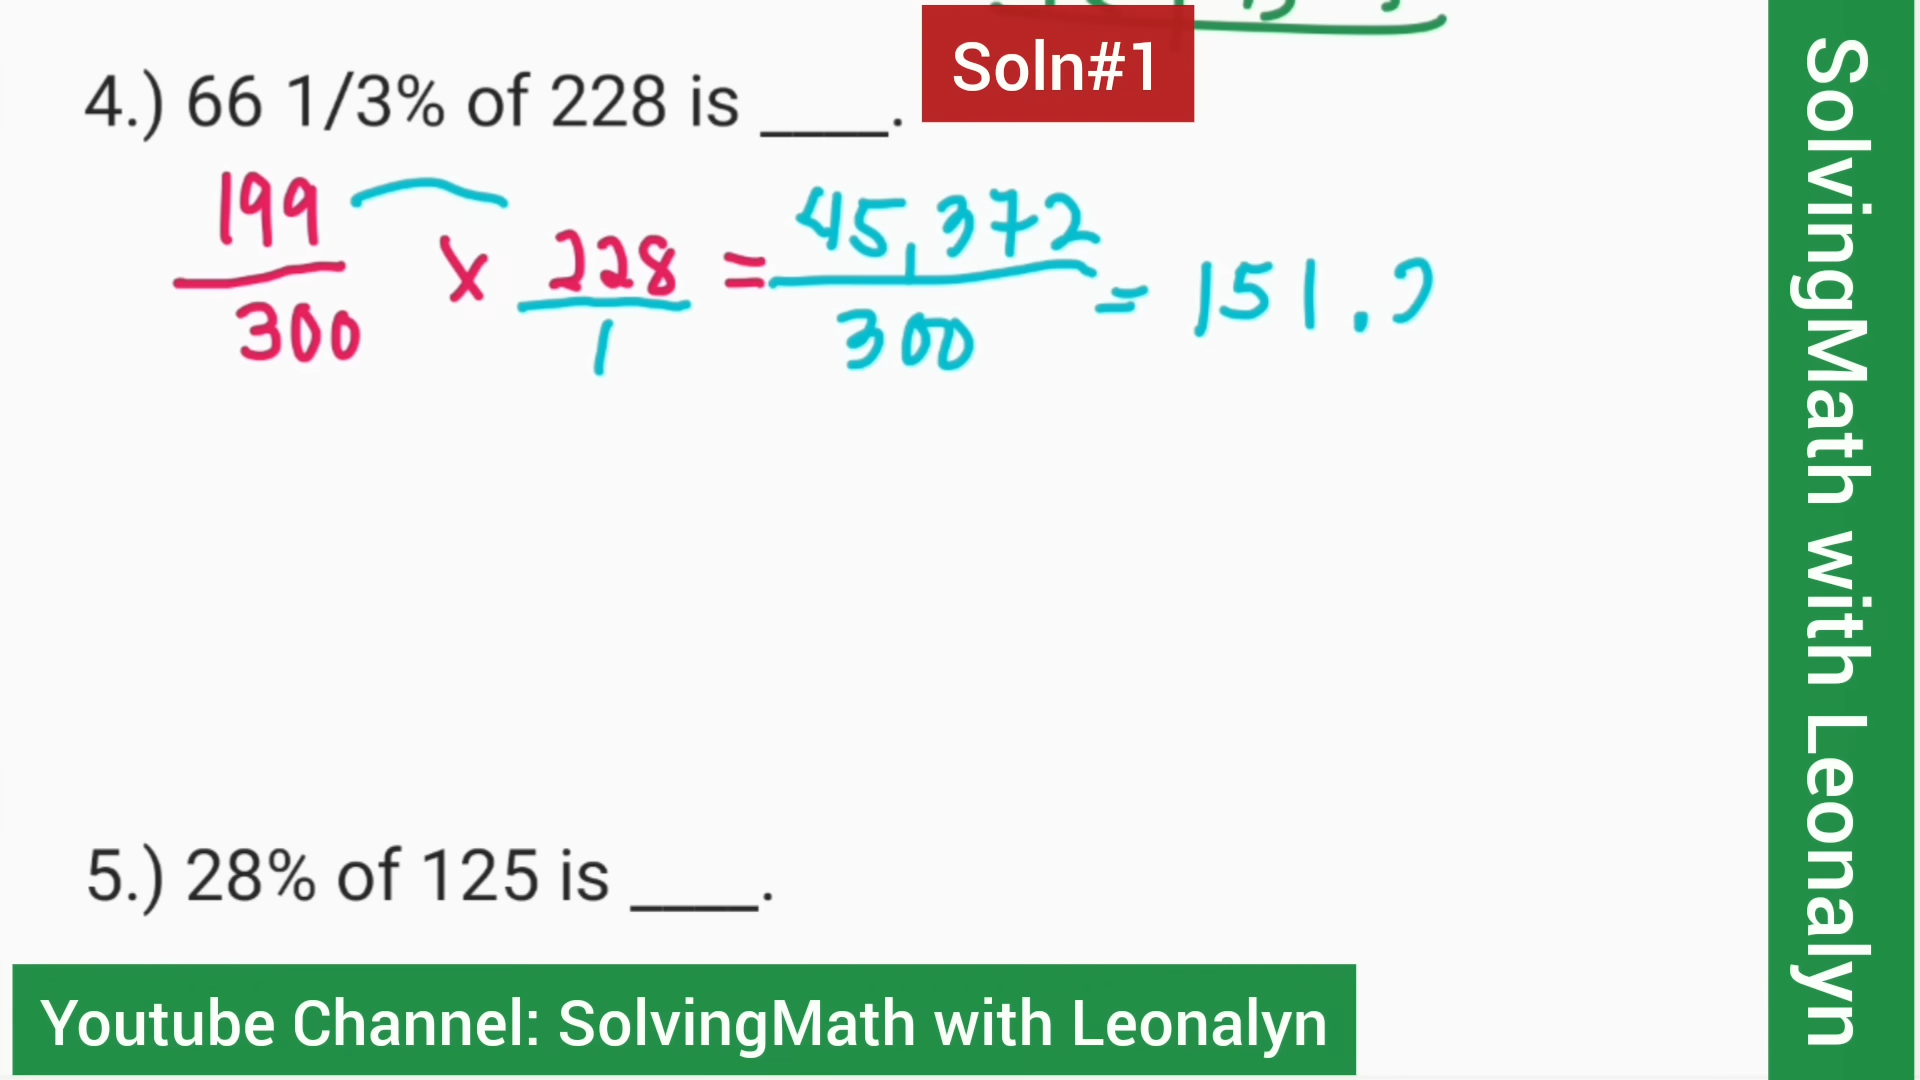 Soln#1
4.) 66 1/3% of 228 is ____.
199/300 x 228/1 = 45,372/300 = 151.2
5.) 28% of 125 is ____.
Youtube Channel: SolvingMath with Leonalyn
SolvingMath with Leonalyn